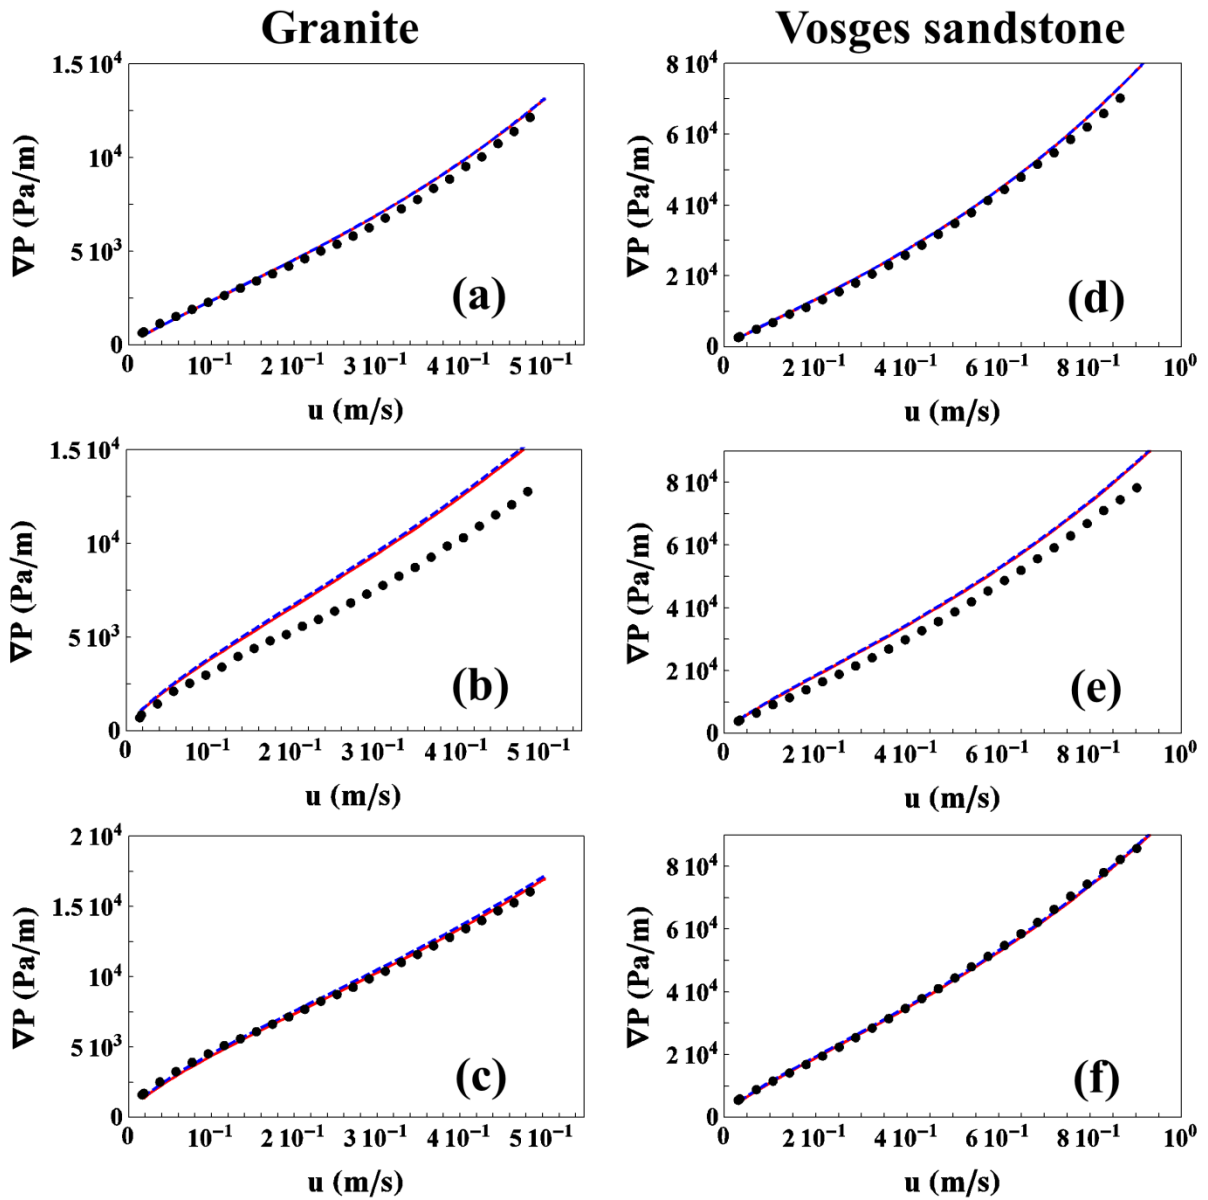 Granite
Vosges sandstone
1.5 10⁴
10⁴
5 10³
0
∇P (Pa/m)
(a)
0 10⁻¹ 2 10⁻¹ 3 10⁻¹ 4 10⁻¹ 5 10⁻¹
u (m/s)
8 10⁴
6 10⁴
4 10⁴
2 10⁴
0
∇P (Pa/m)
(d)
0 2 10⁻¹ 4 10⁻¹ 6 10⁻¹ 8 10⁻¹ 10⁰
u (m/s)
1.5 10⁴
10⁴
5 10³
0
∇P (Pa/m)
(b)
0 10⁻¹ 2 10⁻¹ 3 10⁻¹ 4 10⁻¹ 5 10⁻¹
u (m/s)
8 10⁴
6 10⁴
4 10⁴
2 10⁴
0
∇P (Pa/m)
(e)
0 2 10⁻¹ 4 10⁻¹ 6 10⁻¹ 8 10⁻¹ 10⁰
u (m/s)
2 10⁴
1.5 10⁴
10⁴
5 10³
0
∇P (Pa/m)
(c)
0 10⁻¹ 2 10⁻¹ 3 10⁻¹ 4 10⁻¹ 5 10⁻¹
u (m/s)
8 10⁴
6 10⁴
4 10⁴
2 10⁴
0
∇P (Pa/m)
(f)
0 2 10⁻¹ 4 10⁻¹ 6 10⁻¹ 8 10⁻¹ 10⁰
u (m/s)